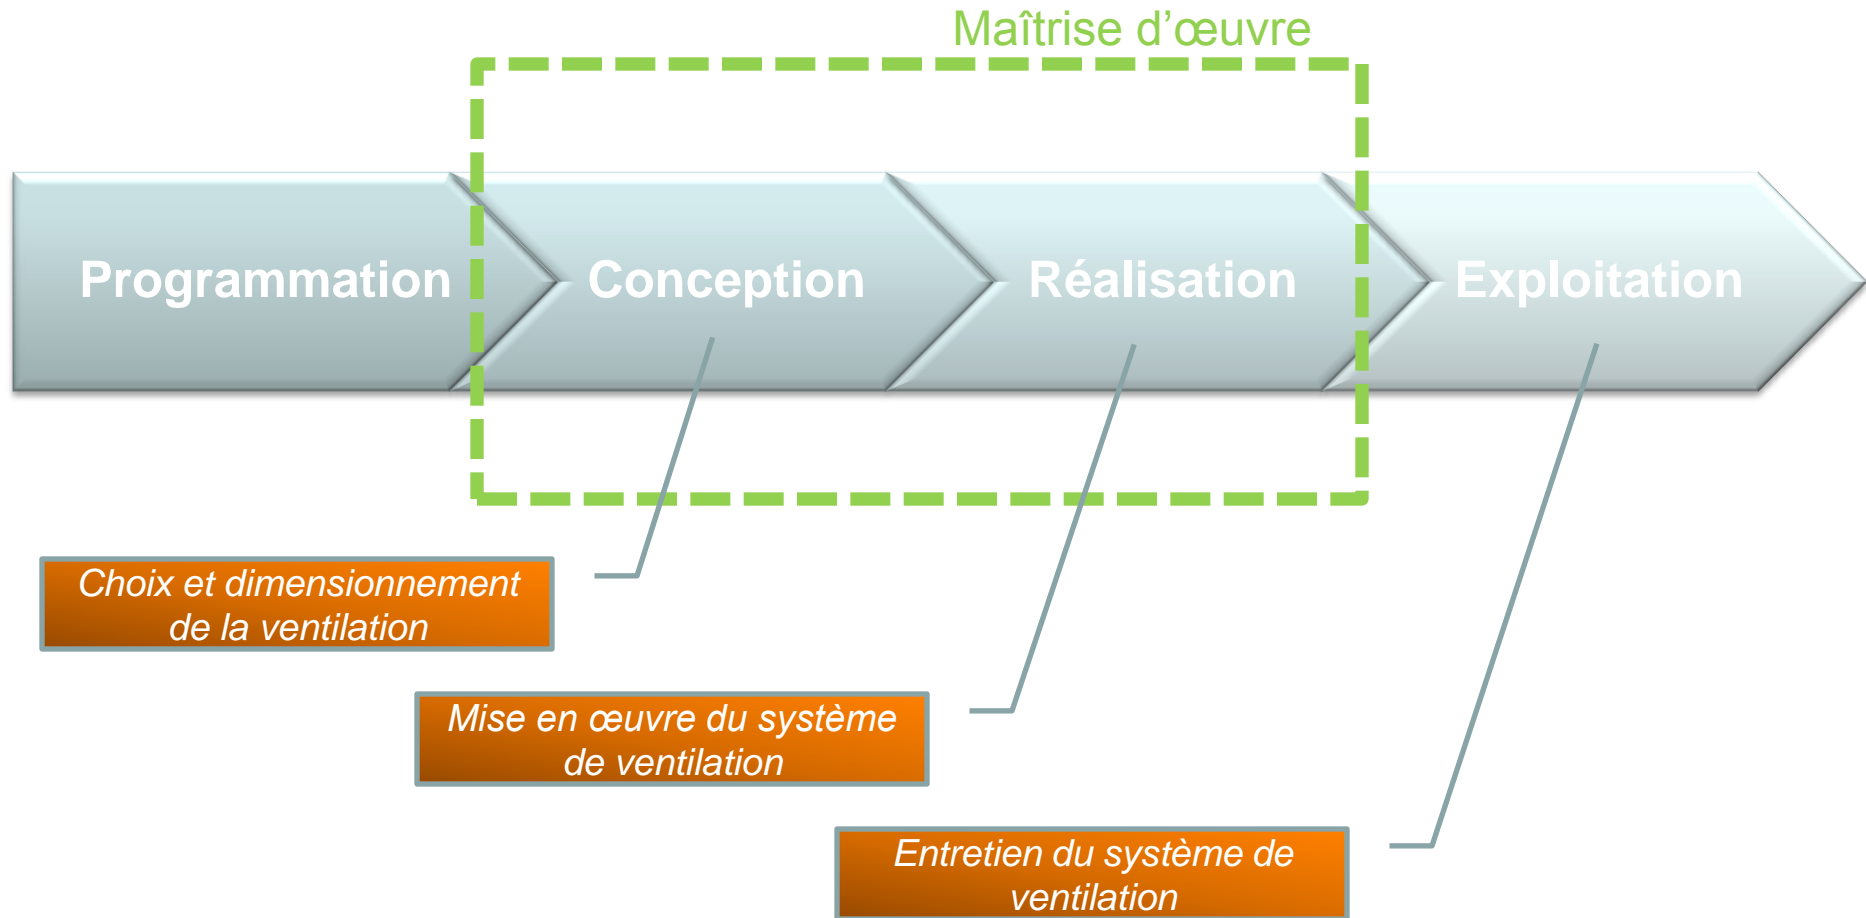 Maîtrise d’œuvre
Programmation
Conception
Réalisation
Exploitation
Choix et dimensionnement
de la ventilation
Mise en œuvre du système
de ventilation
Entretien du système de
ventilation